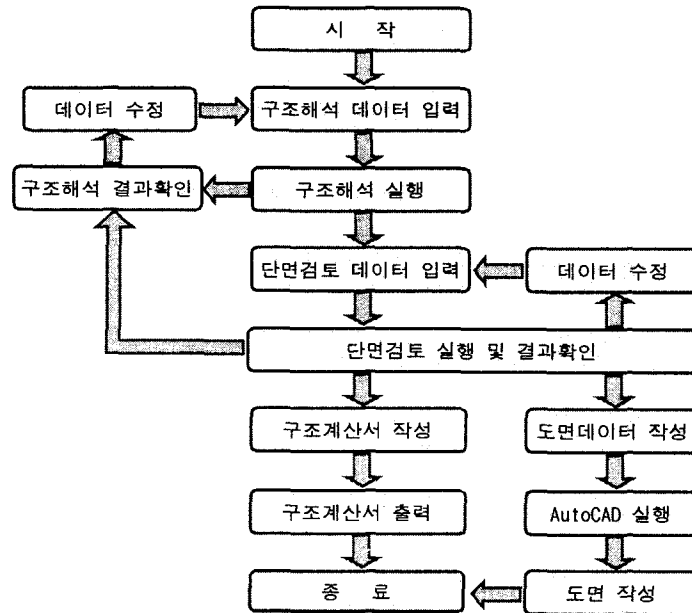 시 작
데이터 수정
구조해석 데이터 입력
구조해석 결과확인
구조해석 실행
단면검토 데이터 입력
데이터 수정
단면검토 실행 및 결과확인
구조계산서 작성
도면데이터 작성
구조계산서 출력
AutoCAD 실행
종 료
도면 작성